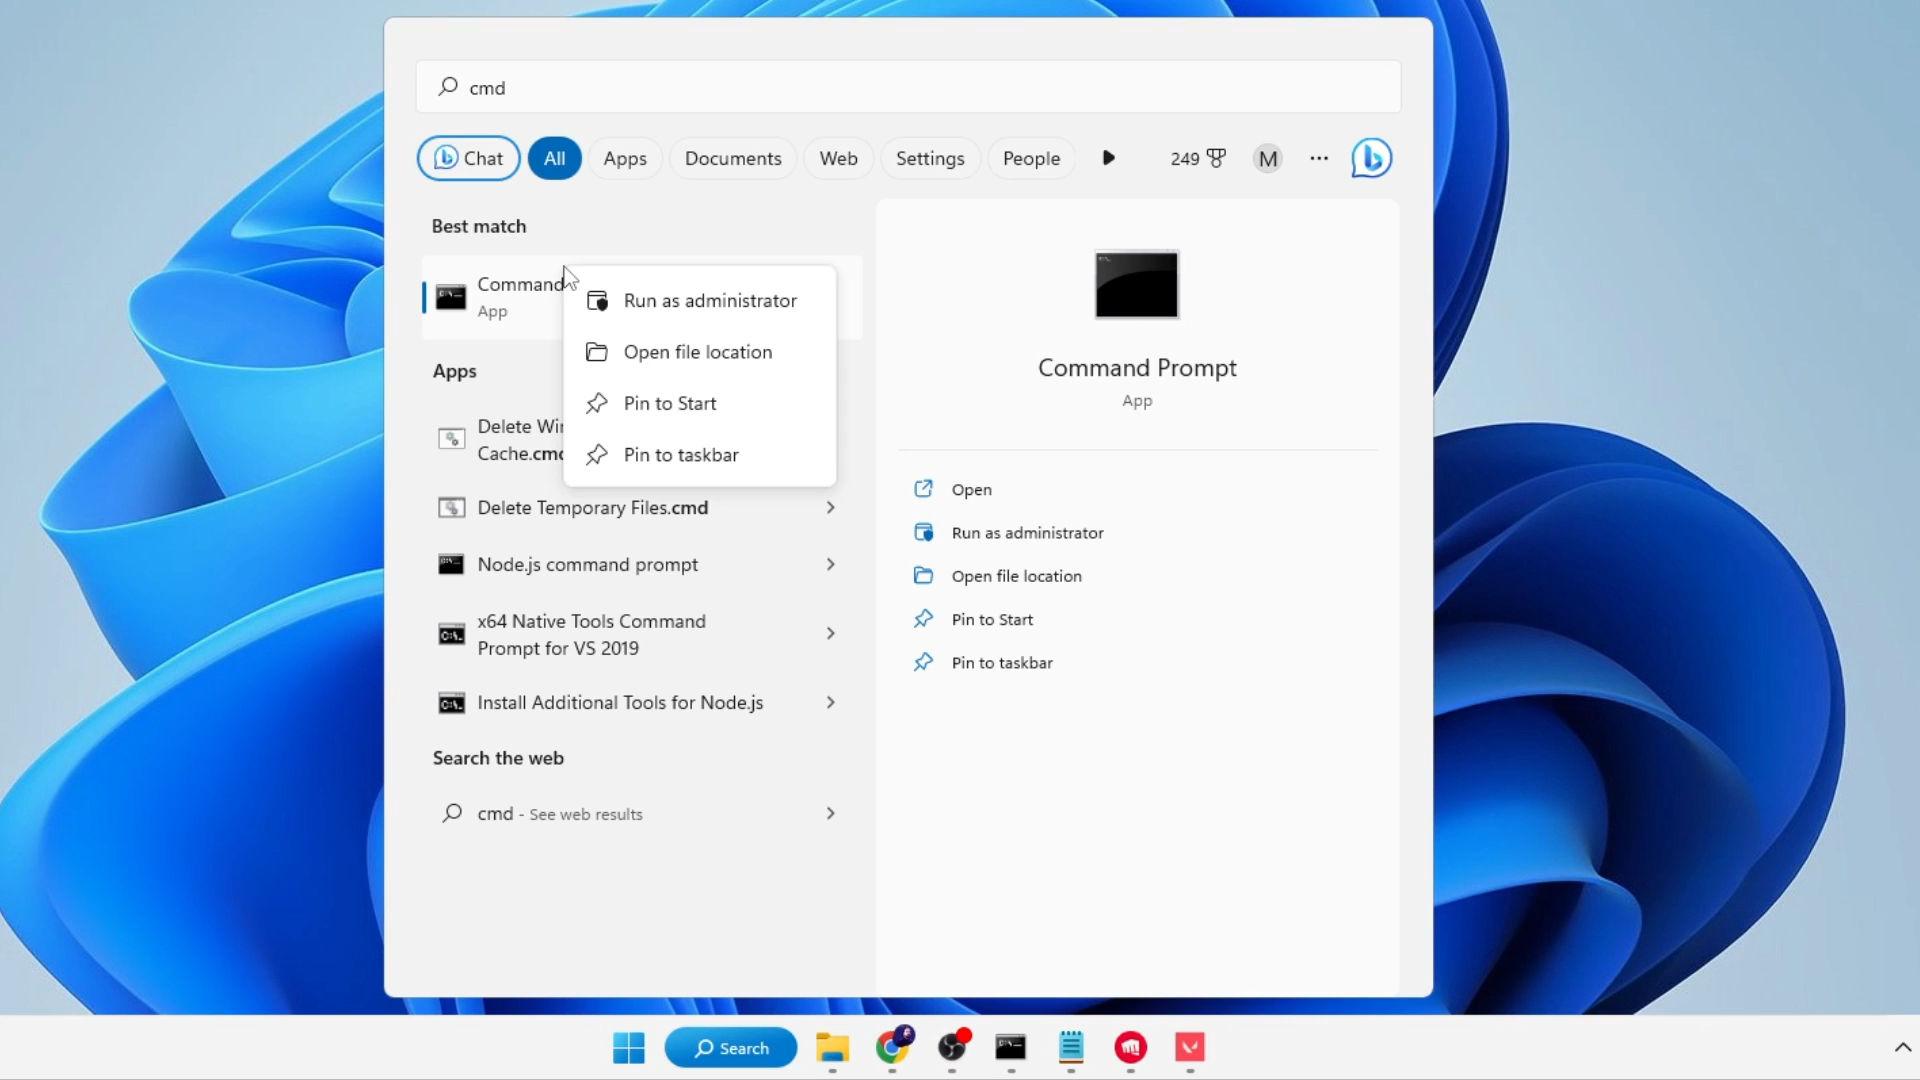 cmd
Chat
All
Apps
Documents
Web
Settings
People
249
M
Best match
Command
App
Run as administrator
Open file location
Pin to Start
Pin to taskbar
Apps
Delete Wi
Cache.cmd
Delete Temporary Files.cmd
Node.js command prompt
x64 Native Tools Command
Prompt for VS 2019
Install Additional Tools for Node.js
Search the web
cmd - See web results
Command Prompt
App
Open
Run as administrator
Open file location
Pin to Start
Pin to taskbar
Search